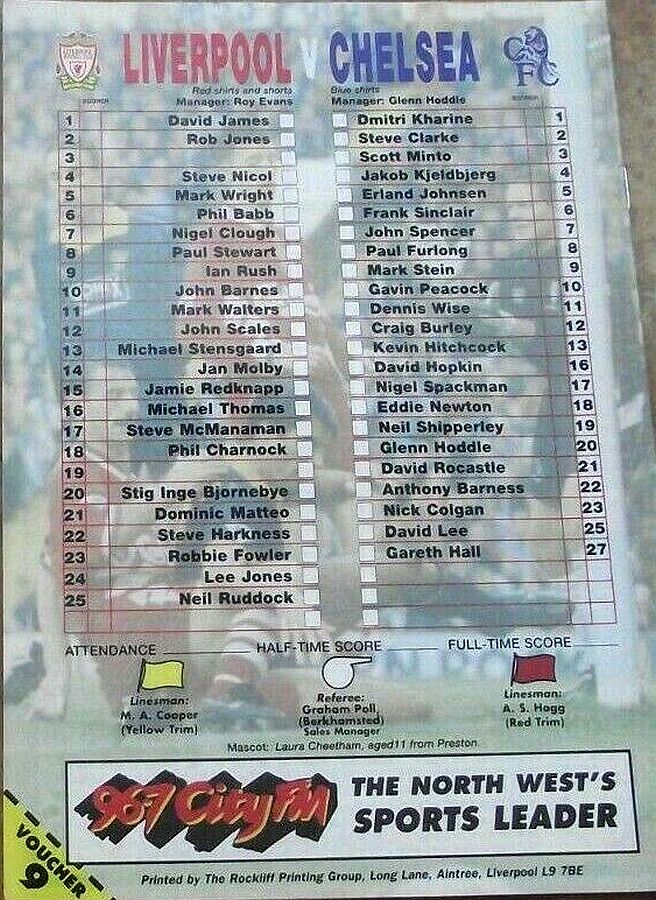 LIVERPOOL V CHELSEA
Red shirts and shorts Blue shirts
Manager: Roy Evans Manager: Glenn Hoddle
1 David James Dmitri Kharine 1
2 Rob Jones Steve Clarke 2
3 Scott Minto 3
4 Steve Nicol Jakob Kjeldbjerg 4
5 Mark Wright Erland Johnsen 5
6 Phil Babb Frank Sinclair 6
7 Nigel Clough John Spencer 7
8 Paul Stewart Paul Furlong 8
9 Ian Rush Mark Stein 9
10 John Barnes Gavin Peacock 10
11 Mark Walters Dennis Wise 11
12 John Scales Craig Burley 12
13 Michael Stensgaard Kevin Hitchcock 13
14 Jan Molby David Hopkin 16
15 Jamie Redknapp Nigel Spackman 17
16 Michael Thomas Eddie Newton 18
17 Steve McManaman Neil Shipperley 19
18 Phil Charnock Glenn Hoddle 20
19 David Rocastle 21
20 Stig Inge Bjornebye Anthony Barness 22
21 Dominic Matteo Nick Colgan 23
22 Steve Harkness David Lee 25
23 Robbie Fowler Gareth Hall 27
24 Lee Jones
25 Neil Ruddock
ATTENDANCE HALF-TIME SCORE FULL-TIME SCORE
Linesman: Referee: Linesman:
M. A. Cooper Graham Poll A. S. Hogg
(Yellow Trim) (Berkhamsted) (Red Trim)
Sales Manager
Mascot: Laura Cheetham, aged11 from Preston.
96·7 City FM THE NORTH WEST'S
SPORTS LEADER
VOUCHER
9
Printed by The Rockliff Printing Group, Long Lane, Aintree, Liverpool L9 7BE